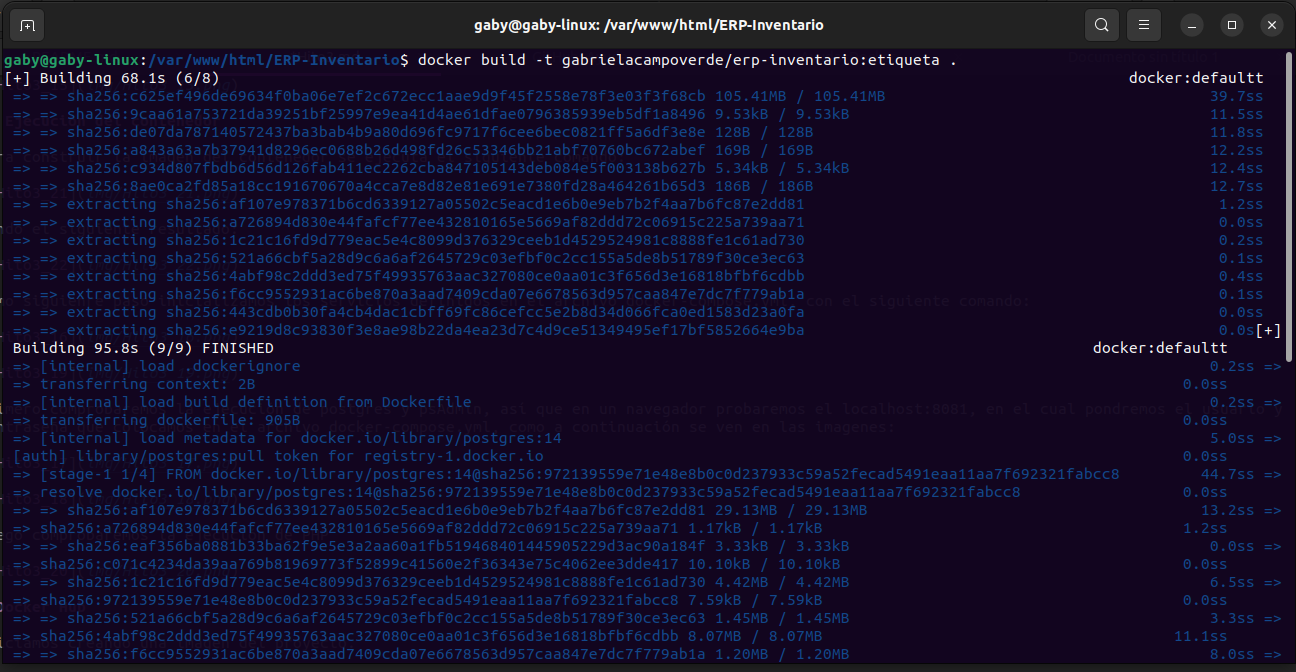 gaby@gaby-linux: /var/www/html/ERP-Inventario
gaby@gaby-linux:/var/www/html/ERP-Inventario$ docker build -t gabrielacampoverde/erp-inventario:etiqueta .
[+] Building 68.1s (6/8) docker:defaultt
=> => sha256:c625ef496de69634f0ba06e7ef2c672ecc1aae9d9f45f2558e78f3e03f3f68cb 105.41MB / 105.41MB 39.7ss
=> => sha256:9caa61a753721da39251bf25997e9ea41d4ae61dfae0796385939eb5df1a8496 9.53kB / 9.53kB 11.5ss
=> => sha256:de07da787140572437ba3bab4b9a80d696fc9717f6cee6bec0821ff5a6df3e8e 128B / 128B 11.8ss
=> => sha256:a843a63a7b37941d8296ec0688b26d498fd26c53346bb21abf70760bc672abef 169B / 169B 12.2ss
=> => sha256:c934d807fbdb6d56d126fab411ec2262cba847105143deb084e5f003138b627b 5.34kB / 5.34kB 12.4ss
=> => sha256:8ae0ca2fd85a18cc191670670a4cca7e8d82e81e691e7380fd28a464261b65d3 186B / 186B 12.7ss
=> => extracting sha256:af107e978371b6cd6339127a05502c5eacd1e6b0e9eb7b2f4aa7b6fc87e2dd81 1.2ss
=> => extracting sha256:a726894d830e44fafcf77ee432810165e5669af82ddd72c06915c225a739aa71 0.0ss
=> => extracting sha256:1c21c16fd9d779eac5e4c8099d376329ceeb1d4529524981c8888fe1c61ad730 0.2ss
=> => extracting sha256:521a66cbf5a28d9c6a6af2645729c03efbf0c2cc155a5de8b51789f30ce3ec63 0.1ss
=> => extracting sha256:4abf98c2ddd3ed75f49935763aac327080ce0aa01c3f656d3e16818bfbf6cdbb 0.4ss
=> => extracting sha256:f6cc9552931ac6be870a3aad7409cda07e6678563d957caa847e7dc7f779ab1a 0.1ss
=> => extracting sha256:443cdb0b30fa4cb4dac1cbff69fc86cefcc5e2b8d34d066fca0ed1583d23a0fa 0.0ss
=> => extracting sha256:e9219d8c93830f3e8ae98b22da4ea23d7c4d9ce51349495ef17bf5852664e9ba 0.0s[+]
Building 95.8s (9/9) FINISHED docker:defaultt
=> [internal] load .dockerignore 0.2ss =>
=> transferring context: 2B 0.0ss
=> [internal] load build definition from Dockerfile 0.2ss =>
=> transferring dockerfile: 905B 0.0ss
=> [internal] load metadata for docker.io/library/postgres:14 5.0ss =>
[auth] library/postgres:pull token for registry-1.docker.io 0.0ss
=> [stage-1 1/4] FROM docker.io/library/postgres:14@sha256:972139559e71e48e8b0c0d237933c59a52fecad5491eaa11aa7f692321fabcc8 44.7ss =>
=> resolve docker.io/library/postgres:14@sha256:972139559e71e48e8b0c0d237933c59a52fecad5491eaa11aa7f692321fabcc8 0.0ss
=> => sha256:af107e978371b6cd6339127a05502c5eacd1e6b0e9eb7b2f4aa7b6fc87e2dd81 29.13MB / 29.13MB 13.2ss =>
=> sha256:a726894d830e44fafcf77ee432810165e5669af82ddd72c06915c225a739aa71 1.17kB / 1.17kB 1.2ss
=> => sha256:eaf356ba0881b33ba62f9e5e3a2aa60a1fb519468401445905229d3ac90a184f 3.33kB / 3.33kB 0.0ss =>
=> sha256:c071c4234da39aa769b81969773f52899c41560e2f36343e75c4062ee3dde417 10.10kB / 10.10kB 0.0ss
=> => sha256:1c21c16fd9d779eac5e4c8099d376329ceeb1d4529524981c8888fe1c61ad730 4.42MB / 4.42MB 6.5ss =>
=> sha256:972139559e71e48e8b0c0d237933c59a52fecad5491eaa11aa7f692321fabcc8 7.59kB / 7.59kB 0.0ss
=> => sha256:521a66cbf5a28d9c6a6af2645729c03efbf0c2cc155a5de8b51789f30ce3ec63 1.45MB / 1.45MB 3.3ss =>
=> sha256:4abf98c2ddd3ed75f49935763aac327080ce0aa01c3f656d3e16818bfbf6cdbb 8.07MB / 8.07MB 11.1ss
=> => sha256:f6cc9552931ac6be870a3aad7409cda07e6678563d957caa847e7dc7f779ab1a 1.20MB / 1.20MB 8.0ss =>